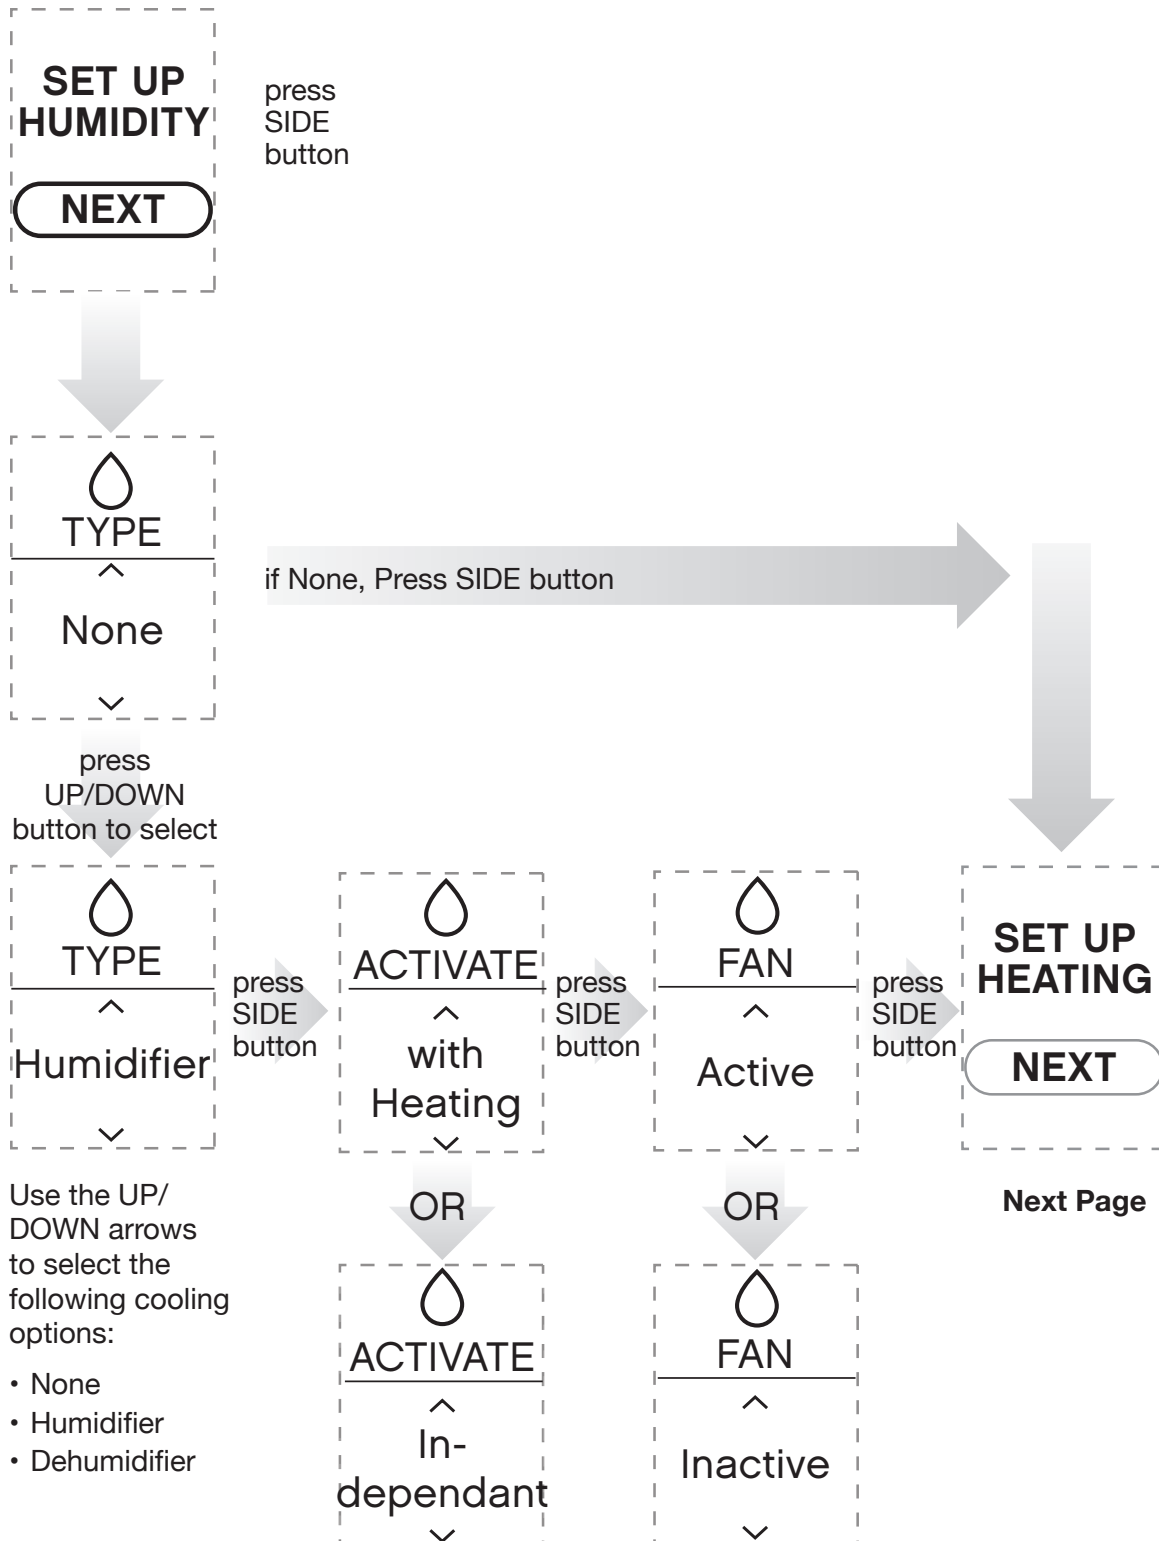 SET UP
HUMIDITY
NEXT
press
SIDE
button
TYPE
None
if None, Press SIDE button
press
UP/DOWN
button to select
TYPE
Humidifier
press
SIDE
button
ACTIVATE
with
Heating
press
SIDE
button
FAN
Active
press
SIDE
button
SET UP
HEATING
NEXT
Next Page
Use the UP/
DOWN arrows
to select the
following cooling
options:
• None
• Humidifier
• Dehumidifier
OR
ACTIVATE
In-
dependant
OR
FAN
Inactive